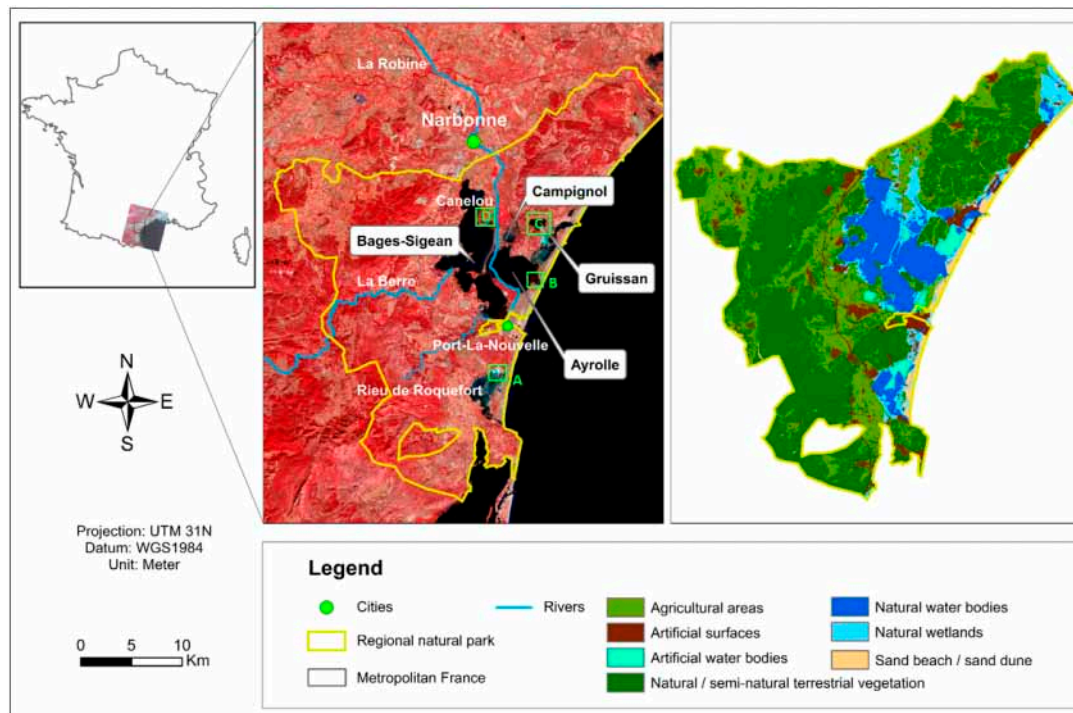 La Robine
Narbonne
Campignol
Canelou
D
C
Bages-Sigean
Gruissan
La Berre
B
Port-La-Nouvelle
Ayrolle
A
Rieu de Roquefort
N
W E
S
Projection: UTM 31N
Datum: WGS1984
Unit: Meter
0 5 10
Km
Legend
Cities
Rivers
Regional natural park
Metropolitan France
Agricultural areas
Artificial surfaces
Artificial water bodies
Natural / semi-natural terrestrial vegetation
Natural water bodies
Natural wetlands
Sand beach / sand dune